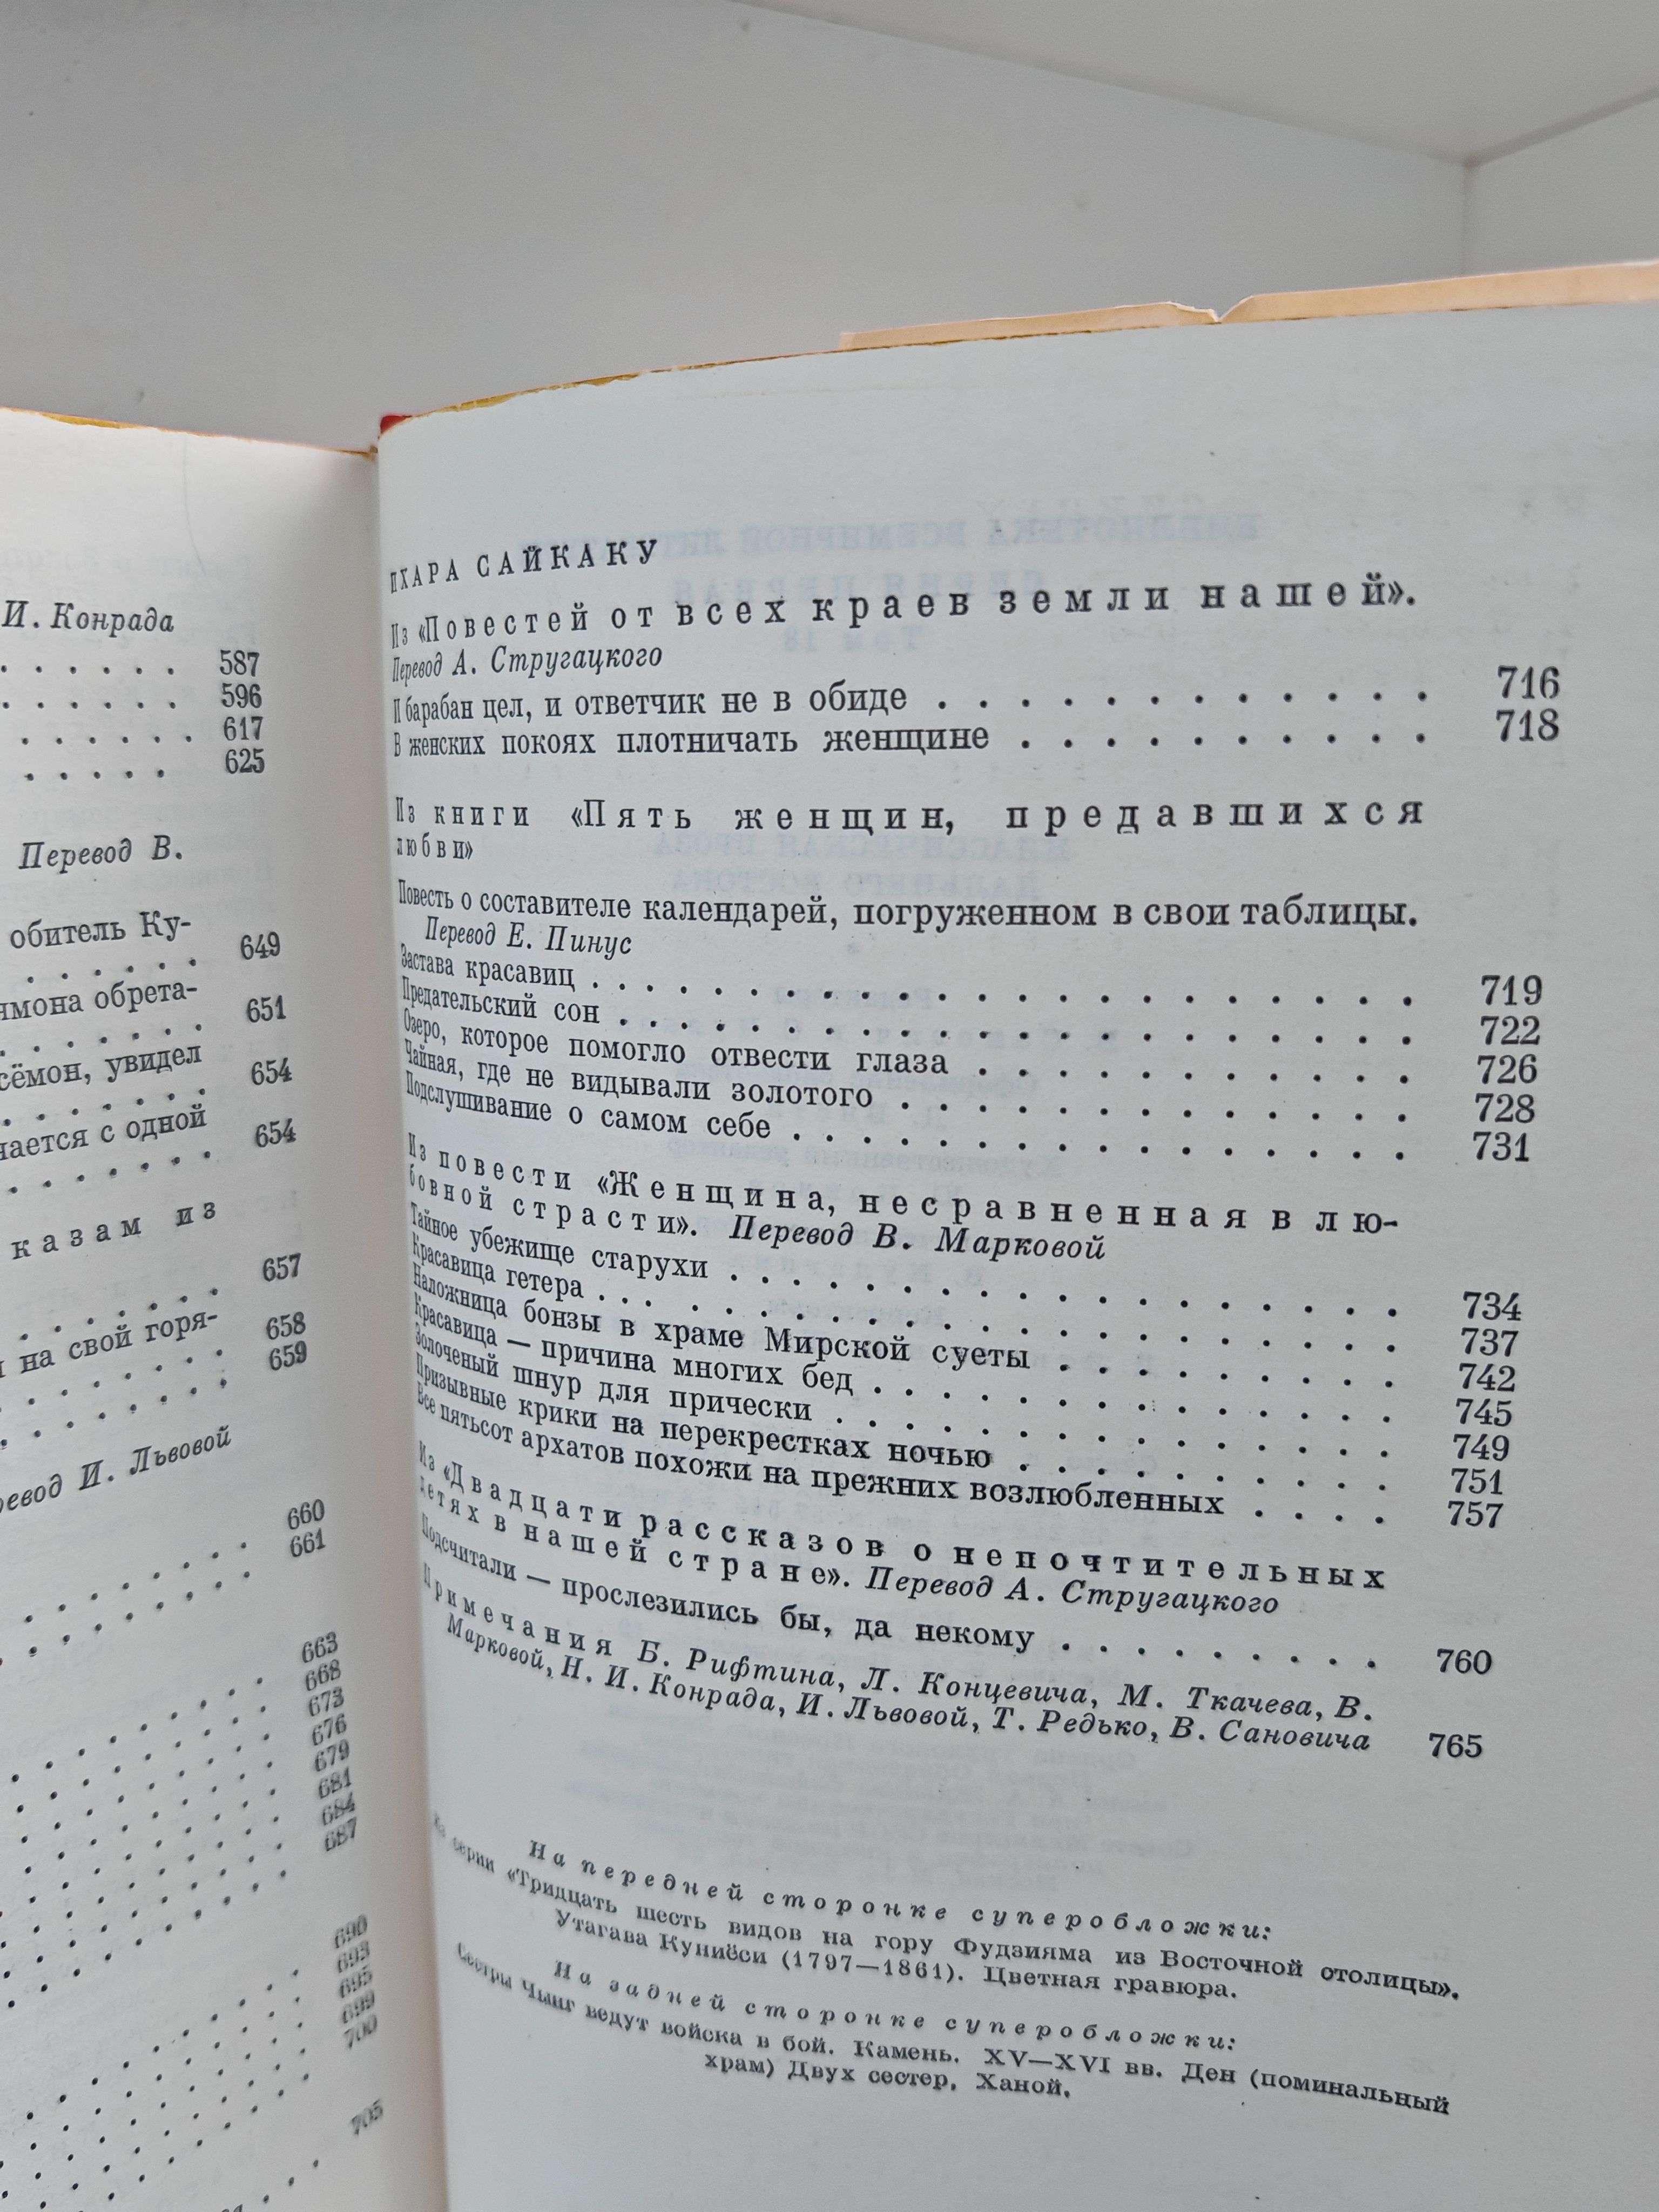 И. Конрада
. . . . . . 587
. . . . . . 596
. . . . . . 617
. . . . . 625
Перевод В.
обитель Ку-
. . . . . . 649
обрета-
. . . . . . 651
увидел
. . . . . . 654
с одной
. . . . . . 654
казам из
. . . . . . 657
на свой горя-
. . . . . . 658
. . . . . . 659
И. Львовой
. . . . . . 660
. . . . . . 661
663
668
673
676
679
681
684
687
690
693
695
699
700
705
ИХАРА САЙКАКУ
Из «Повестей от всех краев земли нашей».
Перевод А. Стругацкого
И барабан цел, и ответчик не в обиде . . . . . . . . . . . . 716
В женских покоях плотничать женщине . . . . . . . . . . 718
Из книги «Пять женщин, предавшихся
любви»
Повесть о составителе календарей, погруженном в свои таблицы.
Перевод Е. Пинус
Застава красавиц . . . . . . . . . . . . . . . . . . . 719
Предательский сон . . . . . . . . . . . . . . . . . . 722
Озеро, которое помогло отвести глаза . . . . . . . . . . . 726
Чайная, где не видывали золотого . . . . . . . . . . . . . 728
Подслушивание о самом себе . . . . . . . . . . . . . . . 731
Из повести «Женщина, несравненная в лю-
бовной страсти». Перевод В. Марковой
Тайное убежище старухи . . . . . . . . . . . . . . . . 734
Красавица гетера . . . . . . . . . . . . . . . . . . . 737
Наложница бонзы в храме Мирской суеты . . . . . . . . . 742
Красавица — причина многих бед . . . . . . . . . . . . . 745
Золоченый шнур для прически . . . . . . . . . . . . . . 749
Призывные крики на перекрестках ночью . . . . . . . . . 751
Все пятьсот архатов похожи на прежних возлюбленных . . . . 757
Из «Двадцати рассказов о непочтительных
детях в нашей стране». Перевод А. Стругацкого
Подсчитали — прослезились бы, да некому . . . . . . . . . 760
Примечания Б. Рифтина, Л. Концевича, М. Ткачева, В.
Марковой, Н. И. Конрада, И. Львовой, Т. Редько, В. Сановича 765
На передней сторонке суперобложки:
Из серии «Тридцать шесть видов на гору Фудзияма из Восточной столицы».
Утагава Куниёси (1797—1861). Цветная гравюра.
На задней сторонке суперобложки:
Сестры Чынг ведут войска в бой. Камень. XV—XVI вв. Ден (поминальный
храм) Двух сестер, Ханой.